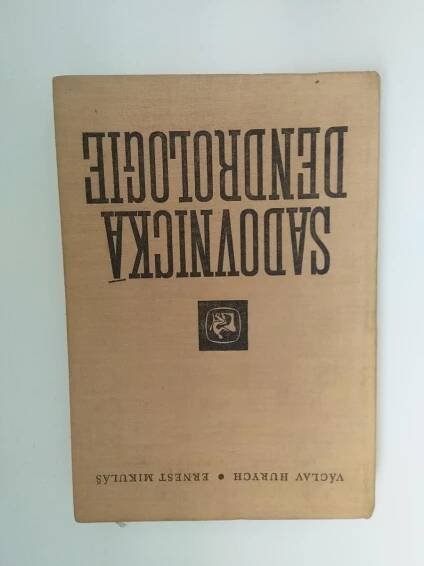 VÁCLAV HURYCH • ERNEST MIKULÁŠ
SADOVNICKÁ
DENDROLOGIE